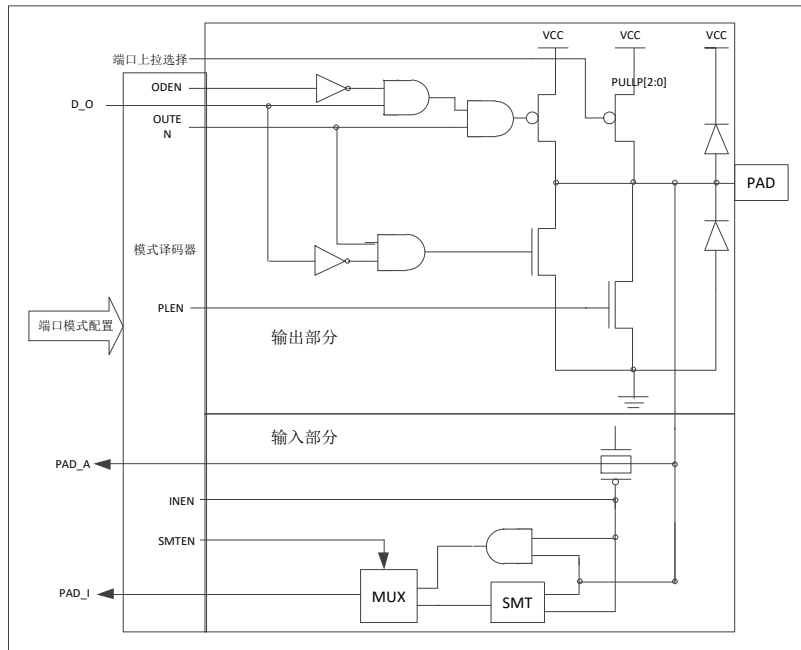 VCC
VCC
VCC
端口上拉选择
PULLP[2:0]
ODEN
D_O
OUTE
N
PAD
模式译码器
PLEN
端口模式配置
输出部分
输入部分
PAD_A
INEN
SMTEN
PAD_I
MUX
SMT